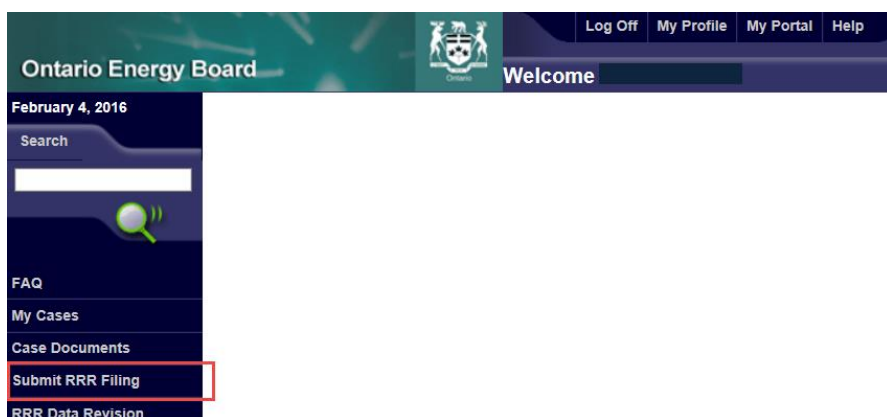 Log Off My Profile My Portal Help
Ontario Energy Board
Ontario
Welcome
February 4, 2016
Search
FAQ
My Cases
Case Documents
Submit RRR Filing
RRR Data Revision